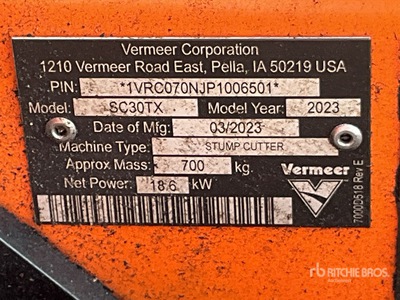 Vermeer Corporation
1210 Vermeer Road East, Pella, IA 50219 USA
PIN: *1VRC070NJP1006501*
Model: SC30TX Model Year: 2023
Date of Mfg: 03/2023
Machine Type: STUMP CUTTER
Approx Mass: 700 kg.
Net Power: 18.6 kW
Vermeer
7000D518 Rev E
rb RITCHIE BROS.